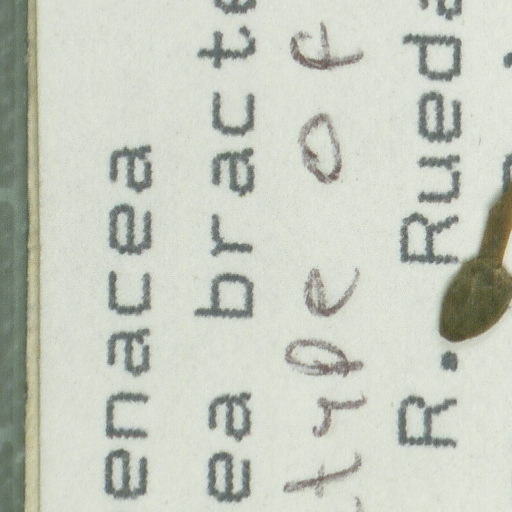 enacea
ea bracte
type of
R. Rueda